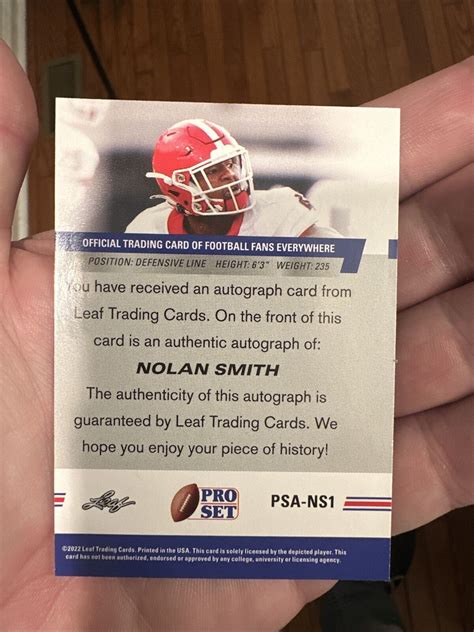 OFFICIAL TRADING CARD OF FOOTBALL FANS EVERYWHERE
POSITION: DEFENSIVE LINE HEIGHT: 6'3" WEIGHT: 235
You have received an autograph card from
Leaf Trading Cards. On the front of this
card is an authentic autograph of:
NOLAN SMITH
The authenticity of this autograph is
guaranteed by Leaf Trading Cards. We
hope you enjoy your piece of history!
Leaf
PRO
SET
PSA-NS1
©2022 Leaf Trading Cards. Printed in the USA. This card is solely licensed by the depicted player. This
card has not been authorized, endorsed or approved by any college, university or licensing agency.